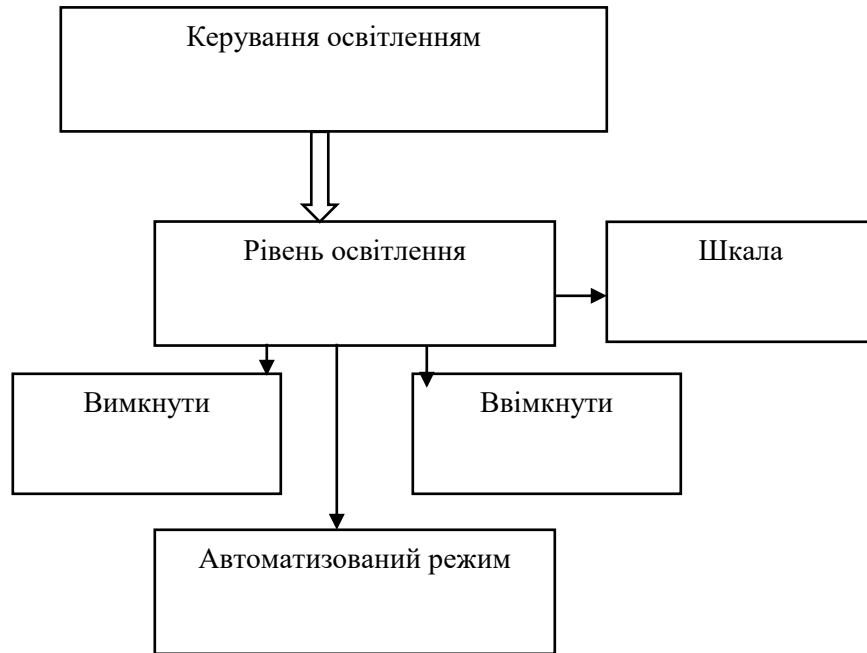 Керування освітленням
Рівень освітлення
Шкала
Вимкнути
Ввімкнути
Автоматизований режим